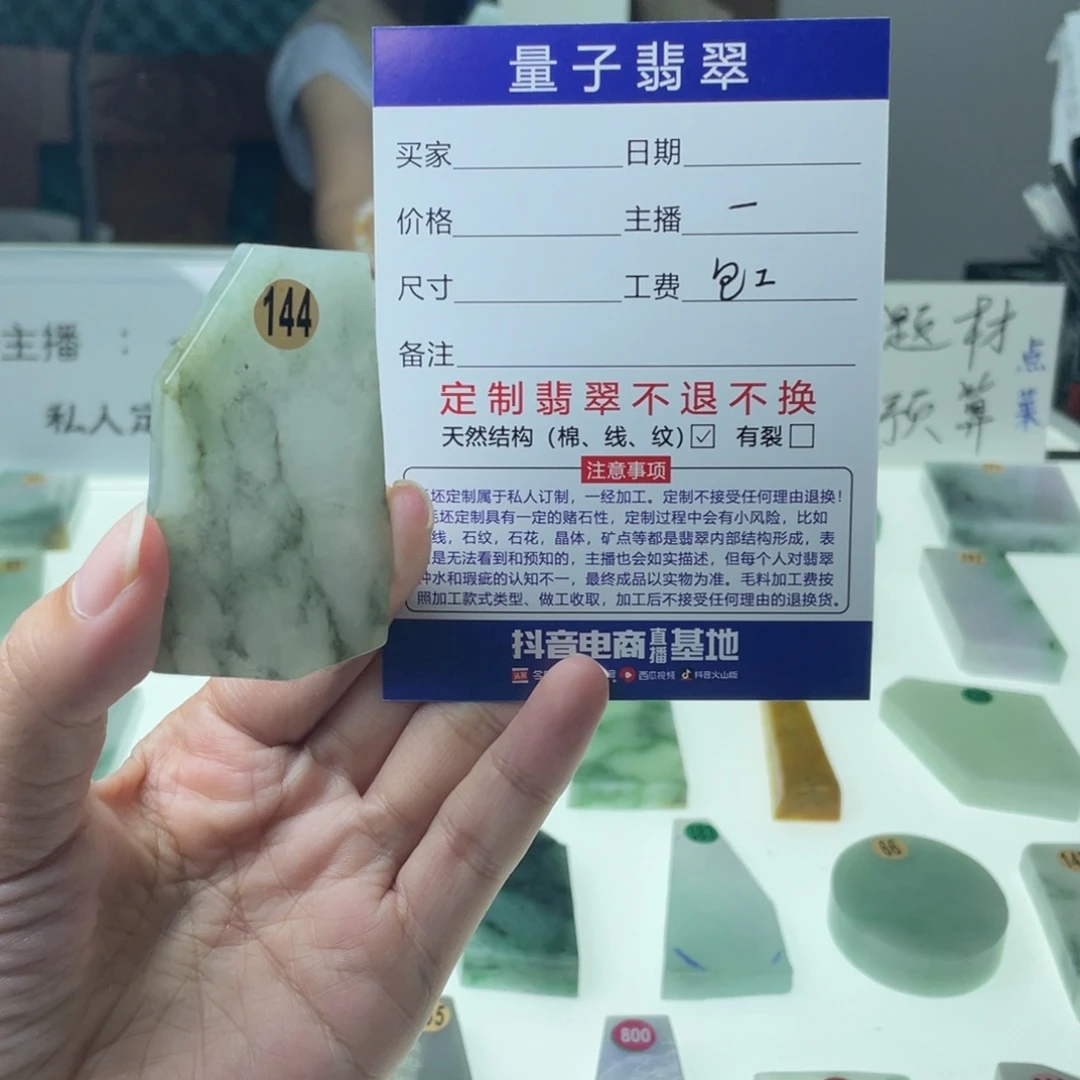 量子翡翠
买家 日期
价格 主播 一
尺寸 工费 包工
备注
定制翡翠不退不换
天然结构（棉、线、纹）☑ 有裂□
注意事项
坯定制属于私人订制，一经加工。定制不接受任何理由退换！
坯定制具有一定的赌石性，定制过程中会有小风险，比如
线，石纹，石花，晶体，矿点等都是翡翠内部结构形成，表
是无法看到和预知的，主播也会如实描述，但每个人对翡翠
种水和瑕疵的认知不一，最终成品以实物为准。毛料加工费按
照加工款式类型、做工收取，加工后不接受任何理由的退换货。
抖音电商直播基地
头条 西瓜视频 抖音火山版
144
主播：
私人定
题材
预算
点菜
86
800